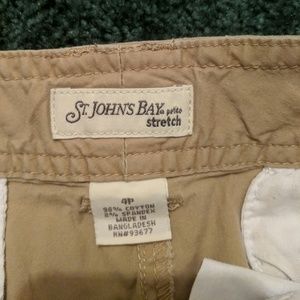 ST. JOHN'S BAY® petite
stretch
4P
98% COTTON
2% SPANDEX
MADE IN
BANGLADESH
RN#93677